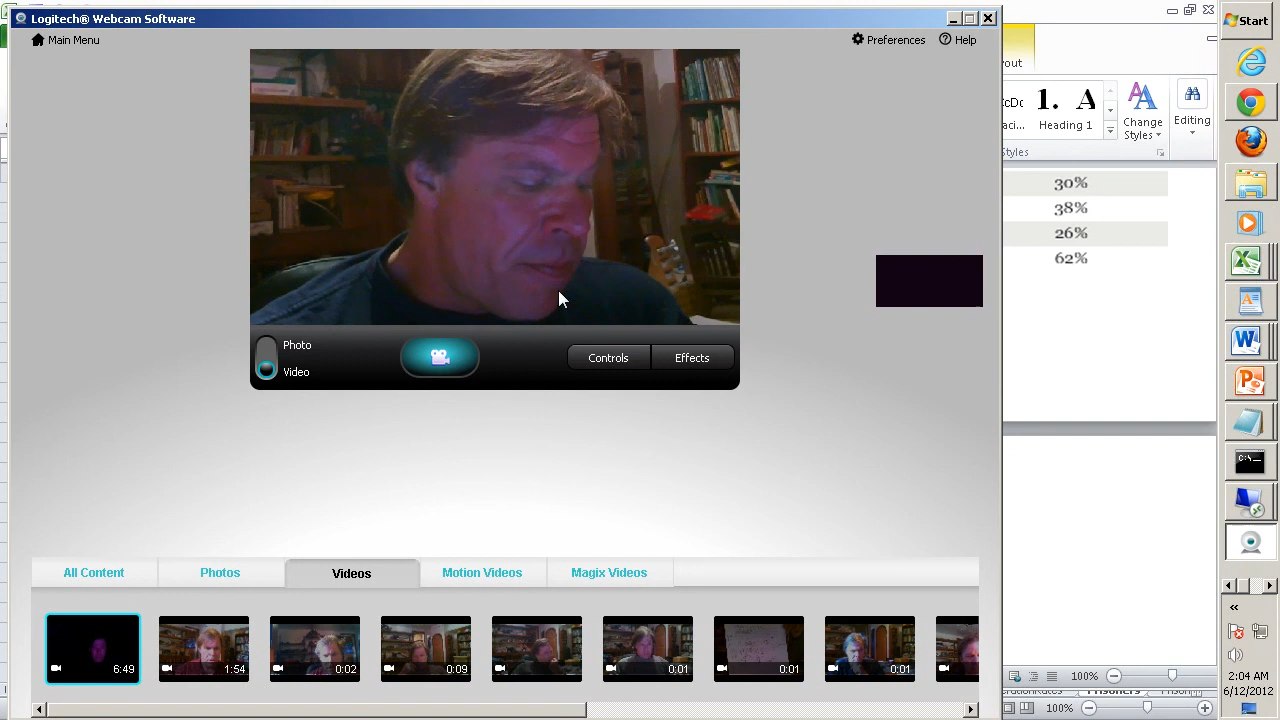 Logitech® Webcam Software
Main Menu
Preferences
Help
Photo
Video
Controls
Effects
All Content
Photos
Videos
Motion Videos
Magix Videos
6:49
1:54
0:02
0:09
0:01
0:01
0:01
out
1. A
Heading 1
Change
Styles
Editing
30%
38%
26%
62%
100%
Prisoners
100%
Start
C:\
2:04 AM
6/12/2012